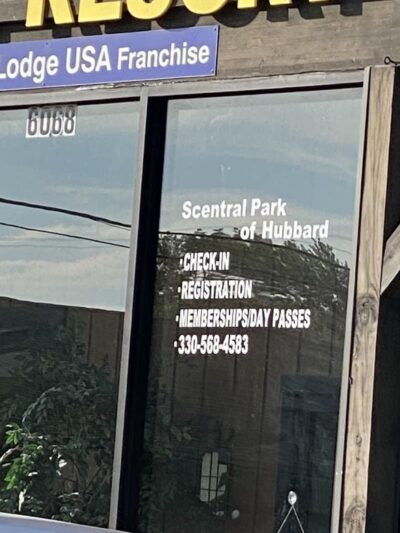 Lodge USA Franchise
6068
Scentral Park
of Hubbard
·CHECK-IN
·REGISTRATION
·MEMBERSHIPS/DAY PASSES
·330-568-4583